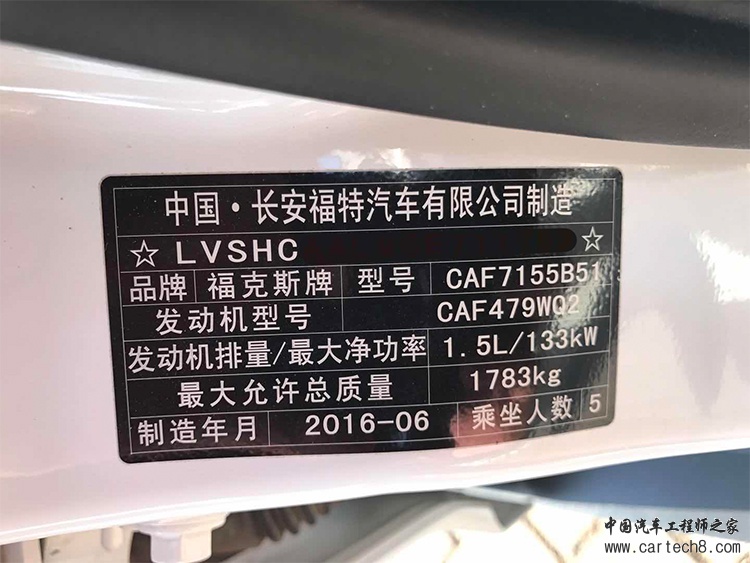 中国·长安福特汽车有限公司制造
☆ LVSHC ☆
品牌 福克斯牌 型号 CAF7155B51
发动机型号 CAF479WQ2
发动机排量/最大净功率 1.5L/133kW
最大允许总质量 1783kg
制造年月 2016-06 乘坐人数 5
中国汽车工程师之家
www.cartech8.com